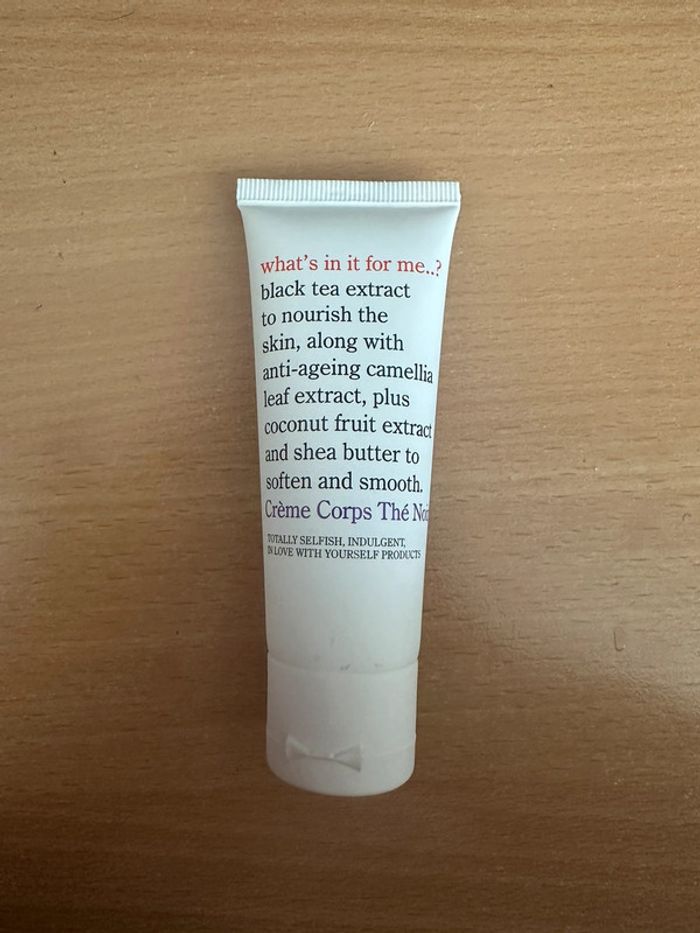 what's in it for me..?
black tea extract
to nourish the
skin, along with
anti-ageing camellia
leaf extract, plus
coconut fruit extract
and shea butter to
soften and smooth.
Crème Corps Thé
TOTALLY SELFISH, INDULGENT,
IN LOVE WITH YOURSELF PRODUCTS